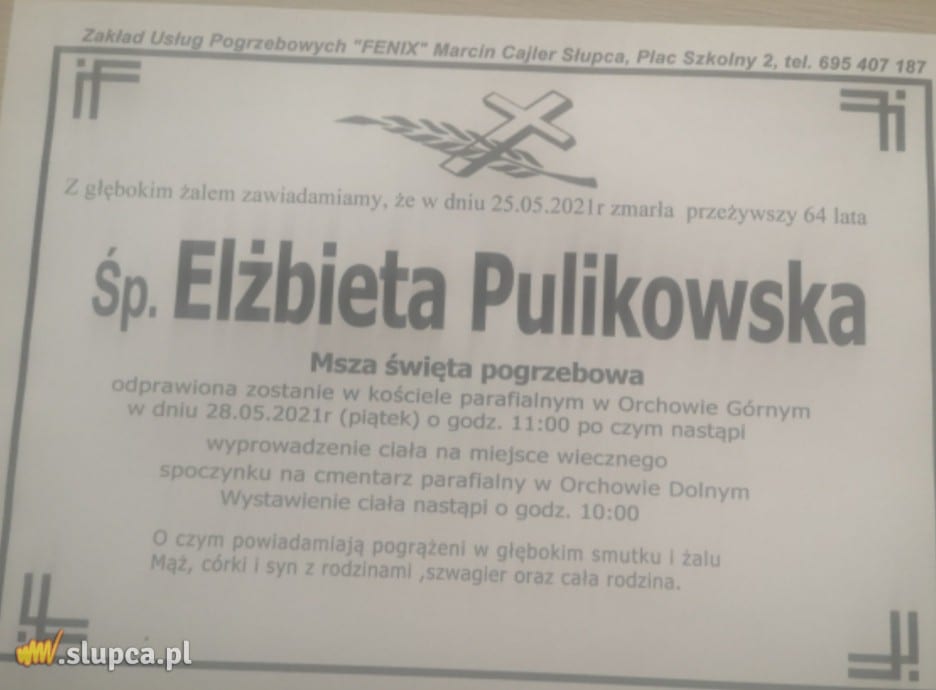 Zakład Usług Pogrzebowych "FENIX" Marcin Cajler Słupca, Plac Szkolny 2, tel. 695 407 187
Z głębokim żalem zawiadamiamy, że w dniu 25.05.2021r zmarła przeżywszy 64 lata
Śp. Elżbieta Pulikowska
Msza święta pogrzebowa
odprawiona zostanie w kościele parafialnym w Orchowie Górnym
w dniu 28.05.2021r (piątek) o godz. 11:00 po czym nastąpi
wyprowadzenie ciała na miejsce wiecznego
spoczynku na cmentarz parafialny w Orchowie Dolnym
Wystawienie ciała nastąpi o godz. 10:00
O czym powiadamiają pogrążeni w głębokim smutku i żalu
Mąż, córki i syn z rodzinami ,szwagier oraz cała rodzina.
.slupca.pl